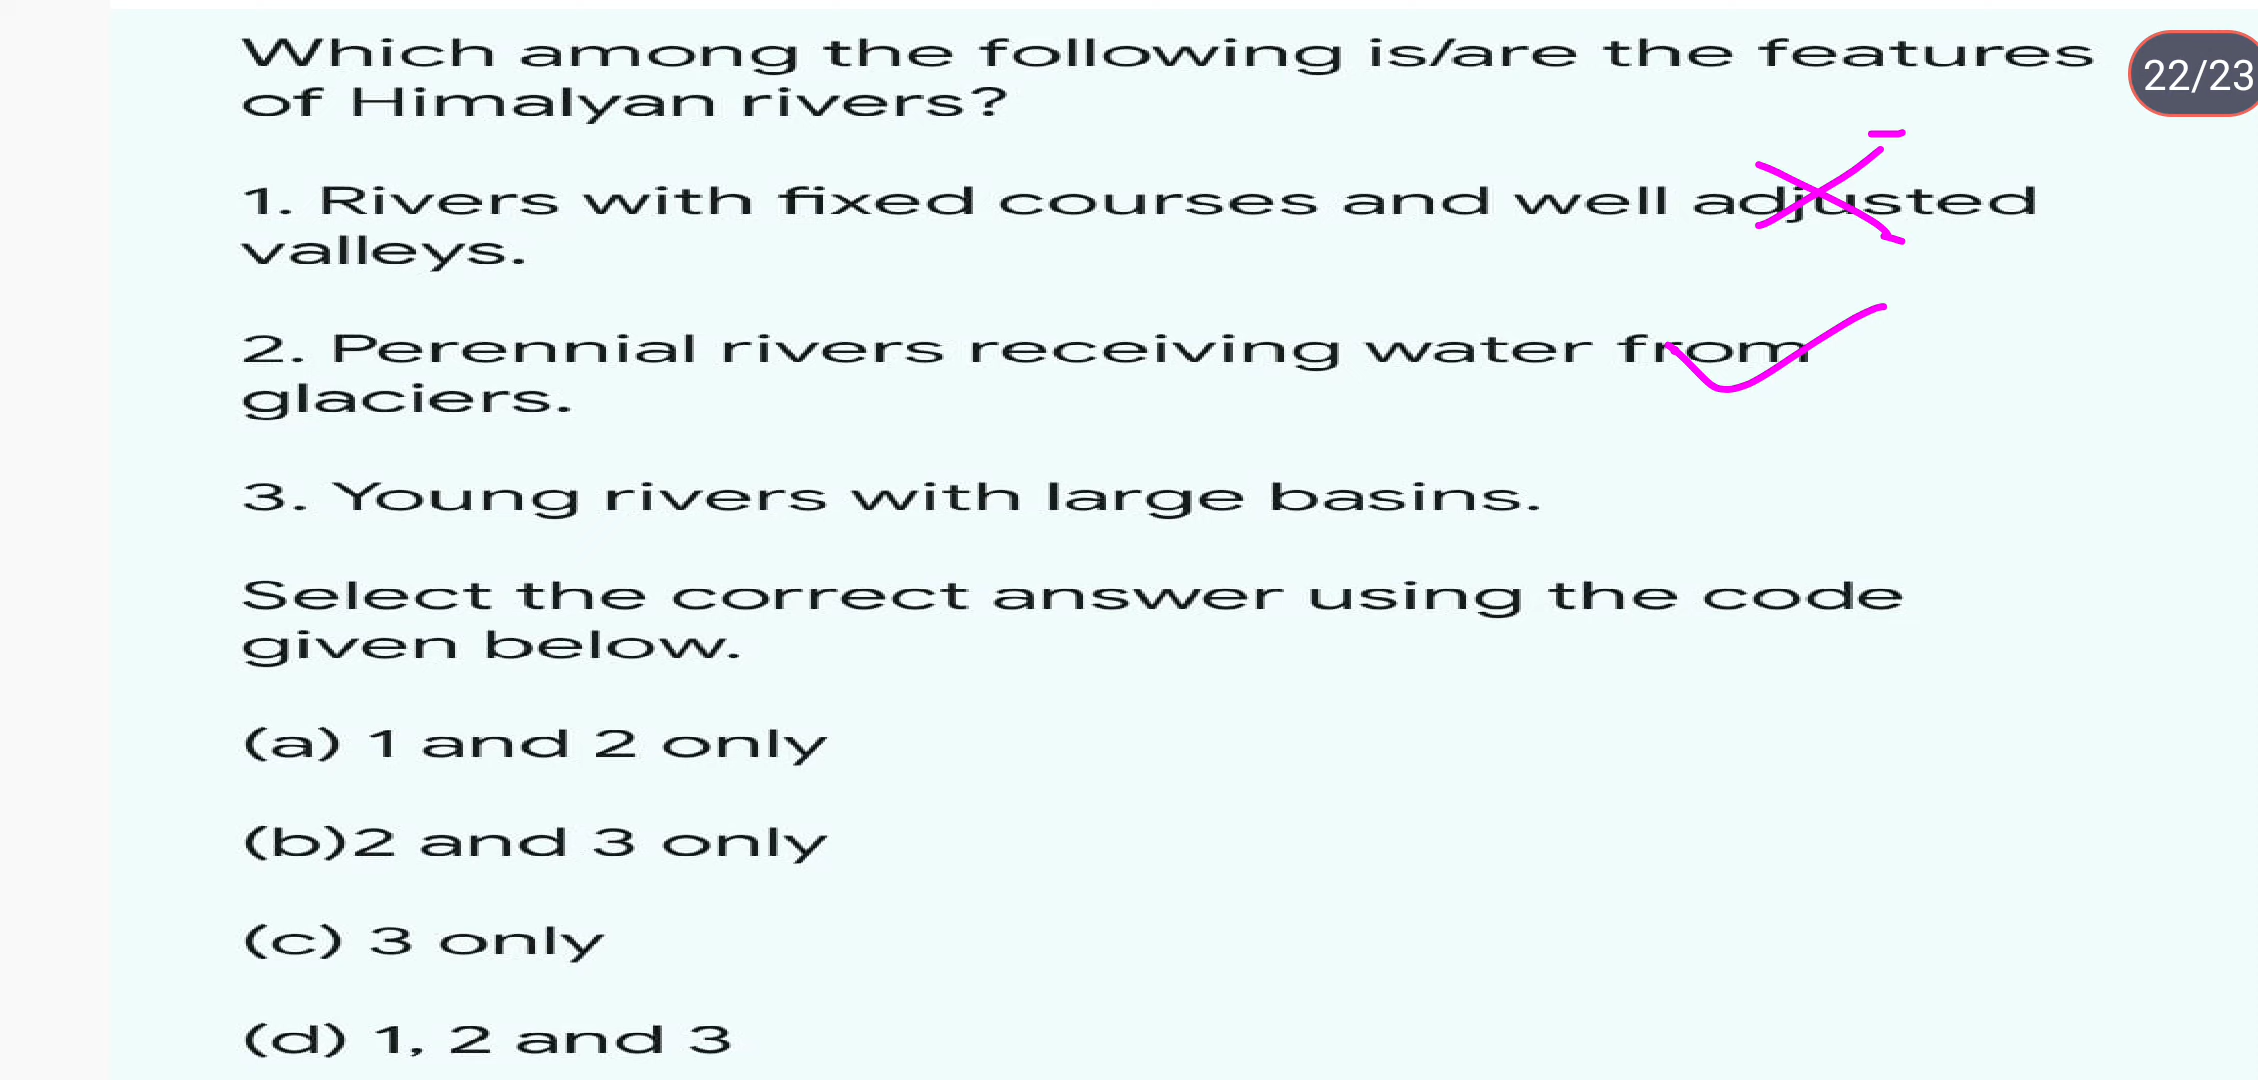 Which among the following is/are the features
22/23
of Himalyan rivers?
1. Rivers with fixed courses and well adjusted
valleys.
2. Perennial rivers receiving water from
glaciers.
3. Young rivers with large basins.
Select the correct answer using the code
given below.
(a) 1 and 2 only
(b)2 and 3 only
(c) 3 only
(d) 1, 2 and 3